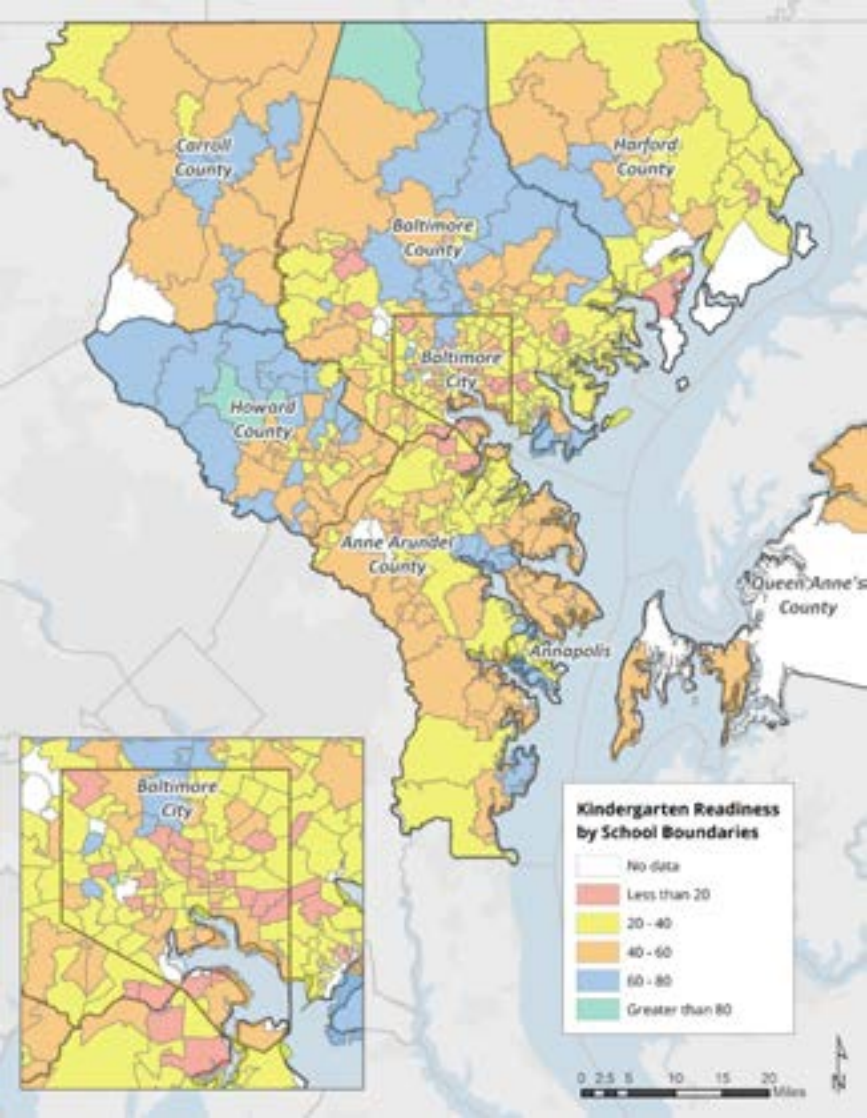 Carroll
County
Harford
County
Baltimore
County
Baltimore
City
Howard
County
Anne Arundel
County
Queen Anne's
County
Annapolis
Baltimore
City
Kindergarten Readiness
by School Boundaries
No data
Less than 20
20 - 40
40 - 60
60 - 80
Greater than 80
0 2.5 5 10 15 20
Miles
N